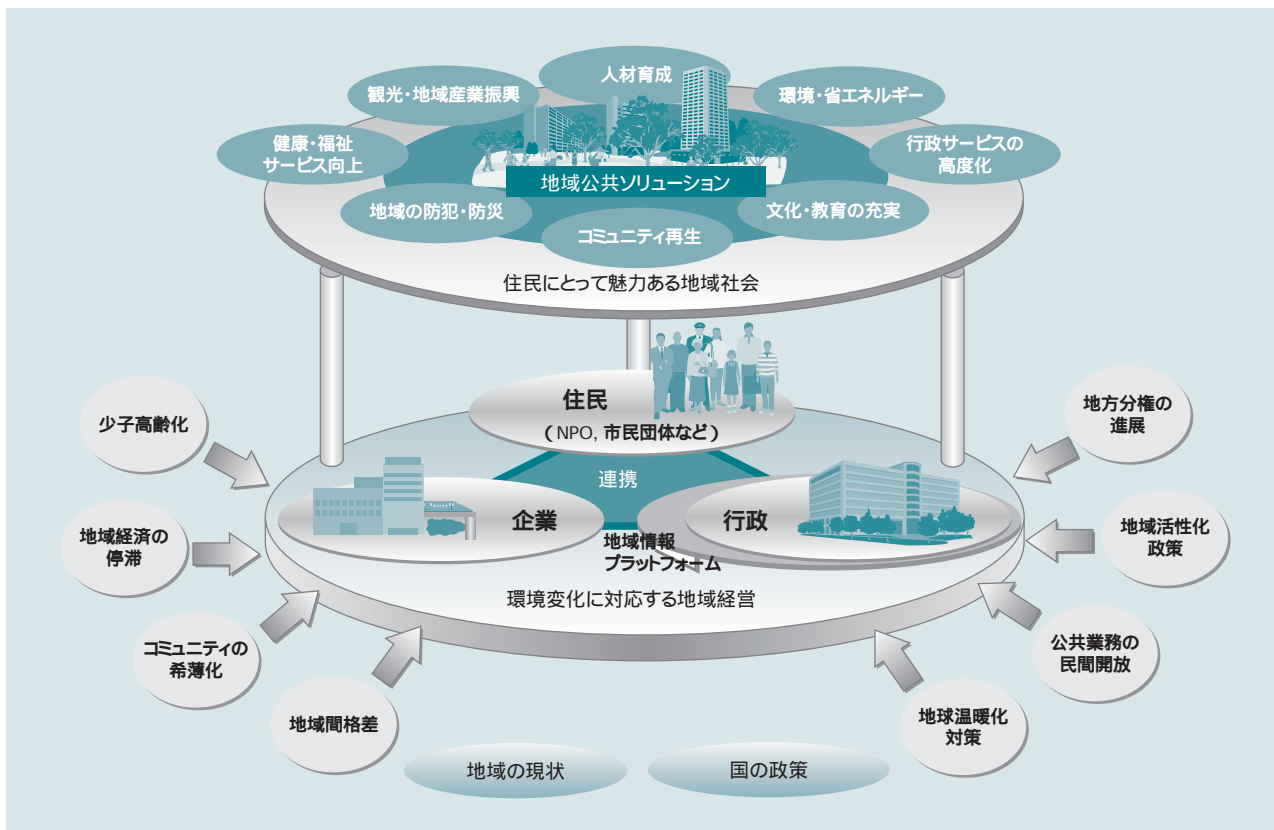 人材育成
観光・地域産業振興
環境・省エネルギー
健康・福祉
サービス向上
行政サービスの
高度化
地域公共ソリューション
地域の防犯・防災
文化・教育の充実
コミュニティ再生
住民にとって魅力ある地域社会
住民
(NPO, 市民団体など)
連携
企業
行政
地域情報
プラットフォーム
環境変化に対応する地域経営
少子高齢化
地域経済の
停滞
コミュニティの
希薄化
地域間格差
地方分権の
進展
地域活性化
政策
公共業務の
民間開放
地球温暖化
対策
地域の現状
国の政策